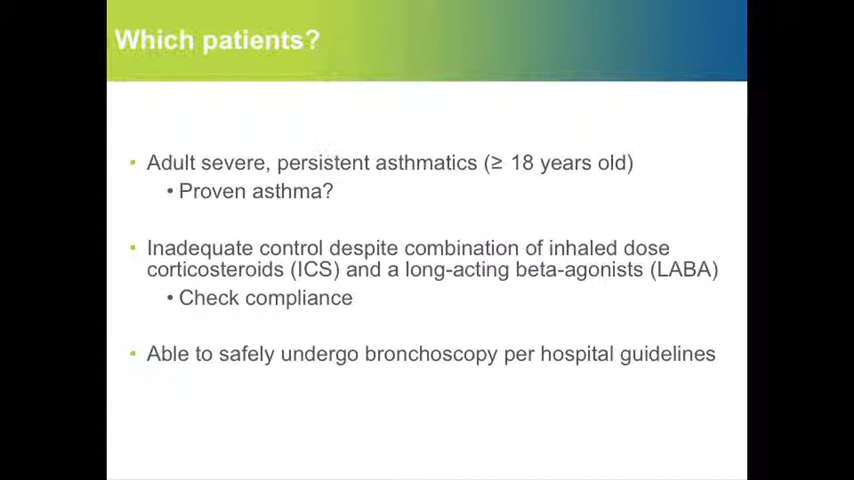 Which patients?
▪ Adult severe, persistent asthmatics (≥ 18 years old)
• Proven asthma?
▪ Inadequate control despite combination of inhaled dose
corticosteroids (ICS) and a long-acting beta-agonists (LABA)
• Check compliance
▪ Able to safely undergo bronchoscopy per hospital guidelines